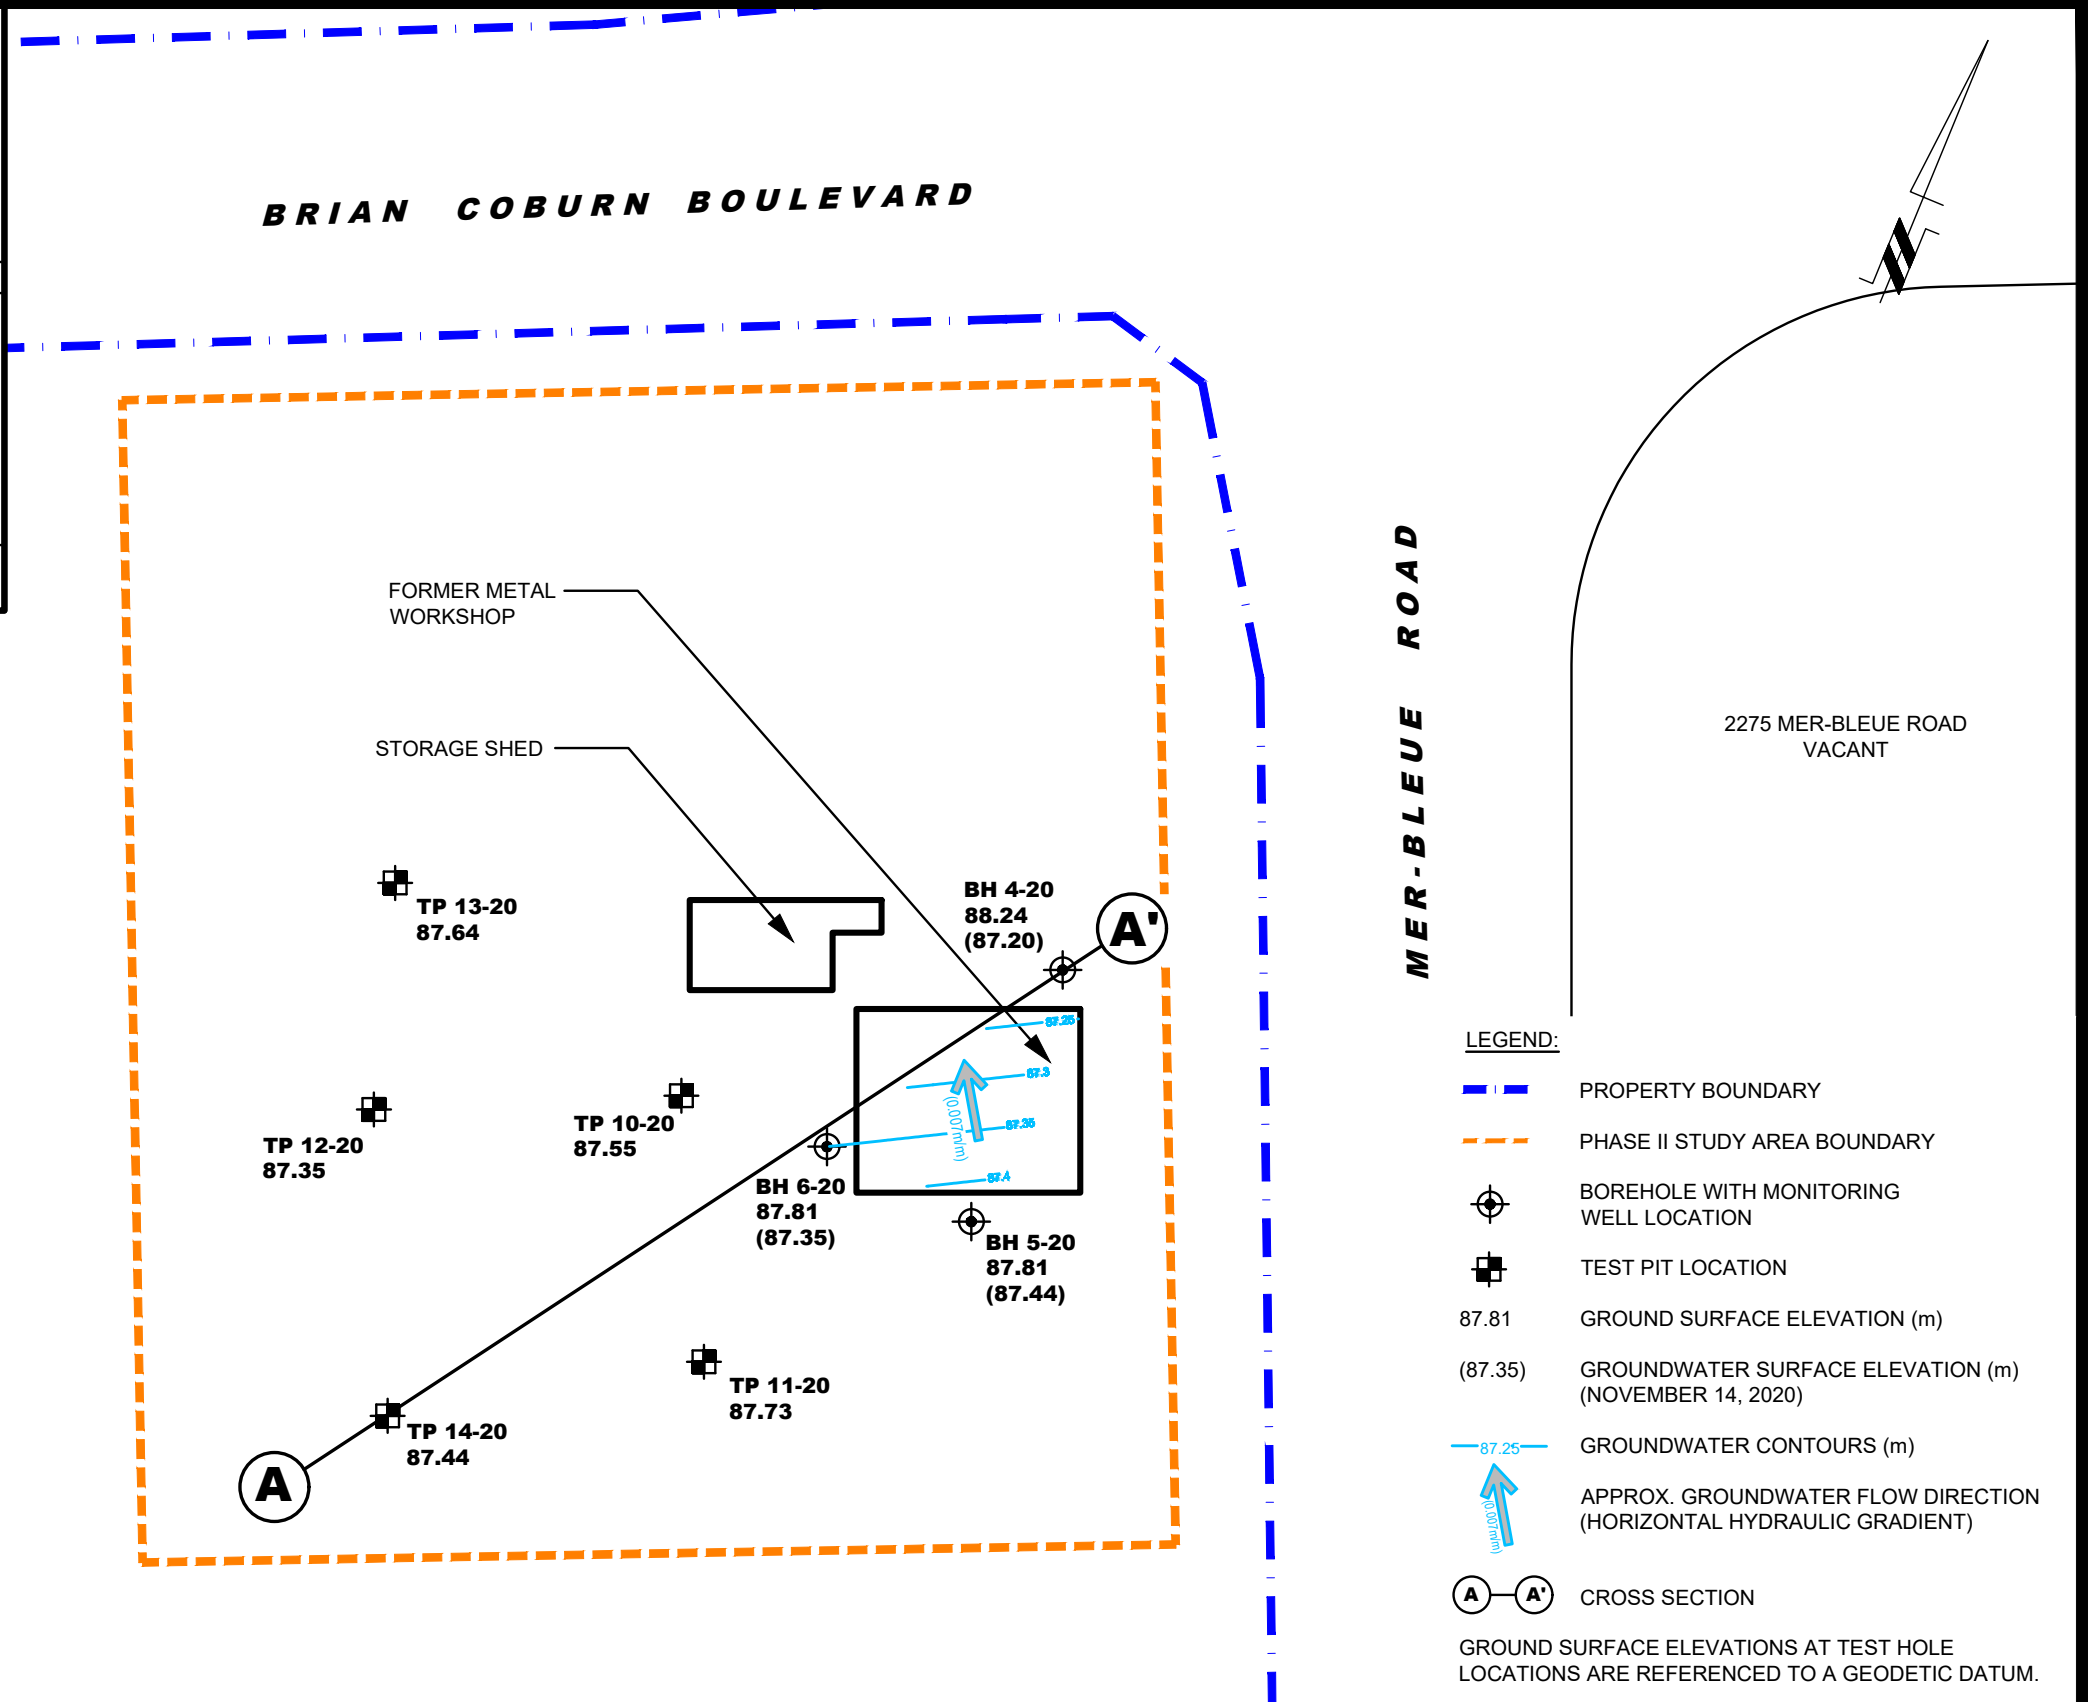 BRIAN COBURN BOULEVARD
FORMER METAL
WORKSHOP
STORAGE SHED
MER-BLEUE ROAD
2275 MER-BLEUE ROAD
VACANT
TP 13-20
87.64
BH 4-20
88.24
(87.20)
A'
87.25
87.3
87.35
87.4
(0.007m/m)
TP 12-20
87.35
TP 10-20
87.55
BH 6-20
87.81
(87.35)
BH 5-20
87.81
(87.44)
TP 11-20
87.73
TP 14-20
87.44
A
LEGEND:
PROPERTY BOUNDARY
PHASE II STUDY AREA BOUNDARY
BOREHOLE WITH MONITORING
WELL LOCATION
TEST PIT LOCATION
87.81 GROUND SURFACE ELEVATION (m)
(87.35) GROUNDWATER SURFACE ELEVATION (m)
(NOVEMBER 14, 2020)
87.25 GROUNDWATER CONTOURS (m)
(0.007m/m)
APPROX. GROUNDWATER FLOW DIRECTION
(HORIZONTAL HYDRAULIC GRADIENT)
A A' CROSS SECTION
GROUND SURFACE ELEVATIONS AT TEST HOLE
LOCATIONS ARE REFERENCED TO A GEODETIC DATUM.